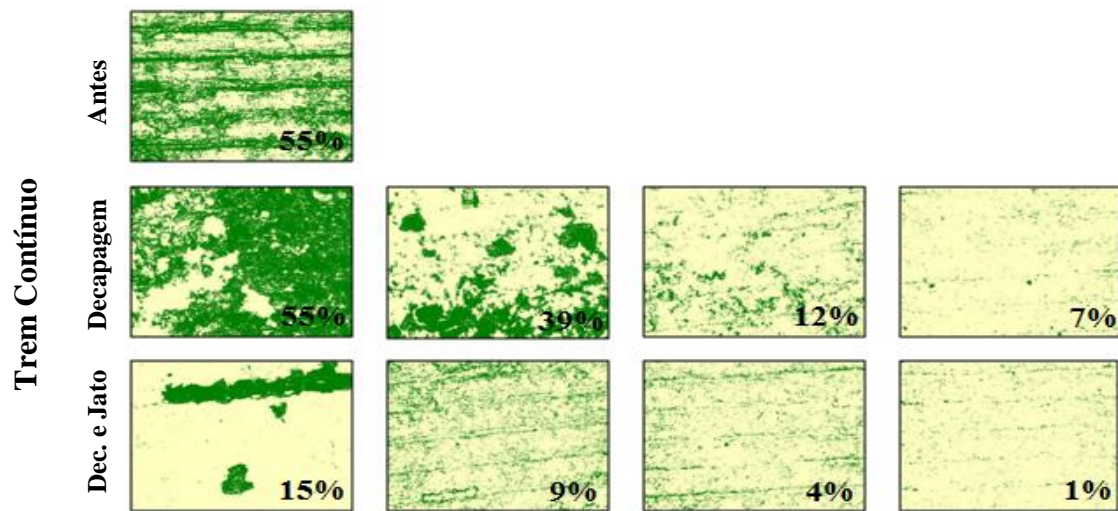 Trem Contínuo
Antes
55%
Decapagem
55%
39%
12%
7%
Dec. e Jato
15%
9%
4%
1%